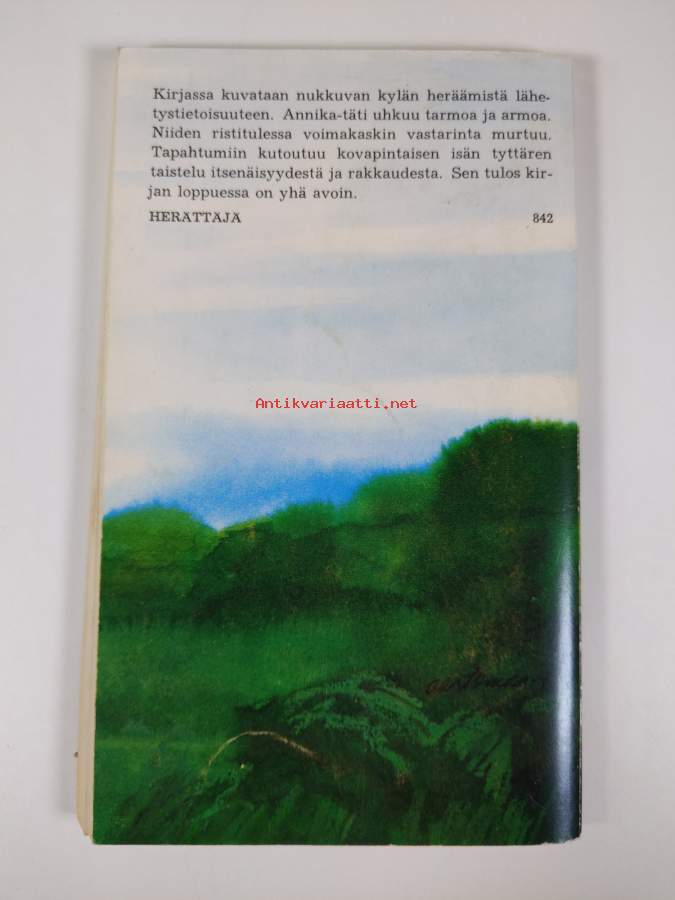 Kirjassa kuvataan nukkuvan kylän heräämistä lähe-
tystietoisuuteen. Annika-täti uhkuu tarmoa ja armoa.
Niiden ristitulessa voimakaskin vastarinta murtuu.
Tapahtumiin kutoutuu kovapintaisen isän tyttären
taistelu itsenäisyydestä ja rakkaudesta. Sen tulos kir-
jan loppuessa on yhä avoin.
HERÄTTÄJÄ 842
Antikvariaatti.net